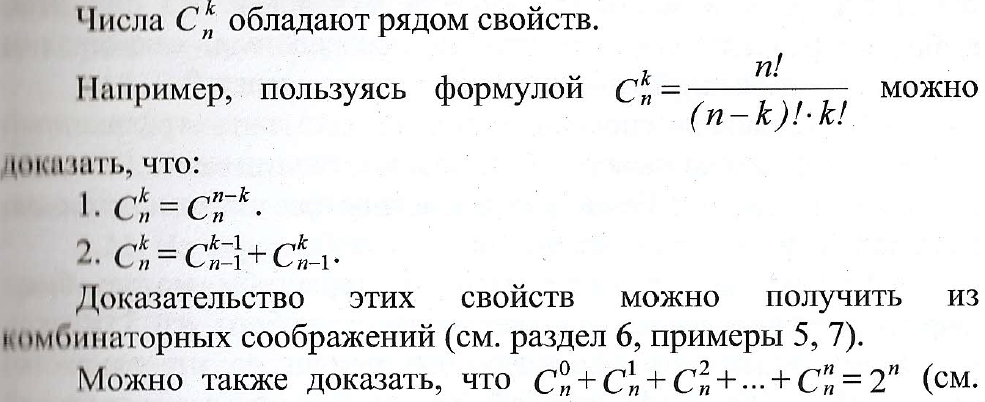 Числа C_n^k обладают рядом свойств.
Например, пользуясь формулой C_n^k = \frac{n!}{(n-k)! \cdot k!} можно
доказать, что:
1. C_n^k = C_n^{n-k}.
2. C_n^k = C_{n-1}^{k-1} + C_{n-1}^k.
Доказательство этих свойств можно получить из
комбинаторных соображений (см. раздел 6, примеры 5, 7).
Можно также доказать, что C_n^0 + C_n^1 + C_n^2 + ... + C_n^n = 2^n (см.